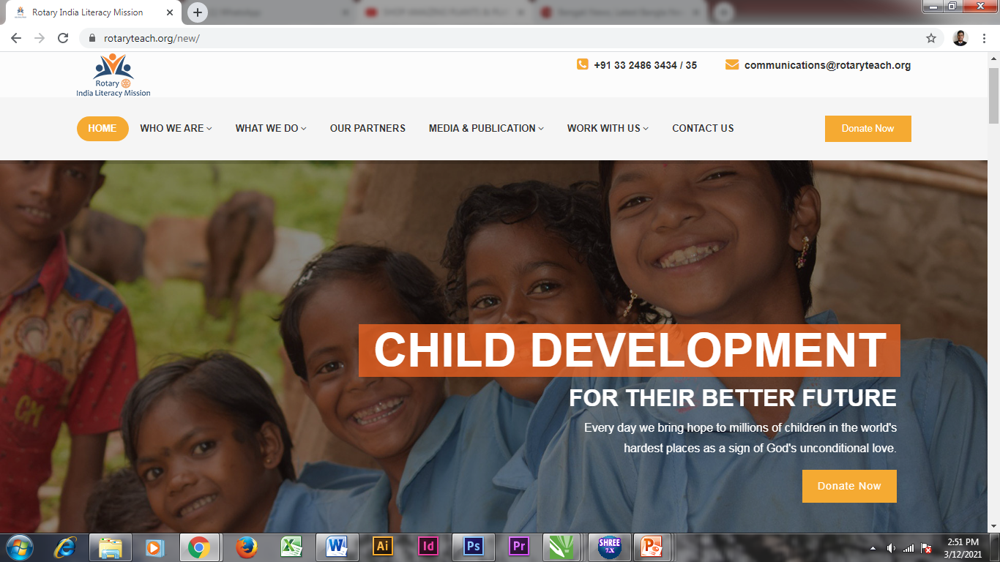 Rotary India Literacy Mission
rotaryteach.org/new/
Rotary
India Literacy Mission
+91 33 2486 3434 / 35
communications@rotaryteach.org
HOME
WHO WE ARE
WHAT WE DO
OUR PARTNERS
MEDIA & PUBLICATION
WORK WITH US
CONTACT US
Donate Now
CM
CHILD DEVELOPMENT
FOR THEIR BETTER FUTURE
Every day we bring hope to millions of children in the world's
hardest places as a sign of God's unconditional love.
Donate Now
W
Ai
Id
Ps
Pr
SHREE
7.X
P
2:51 PM
3/12/2021